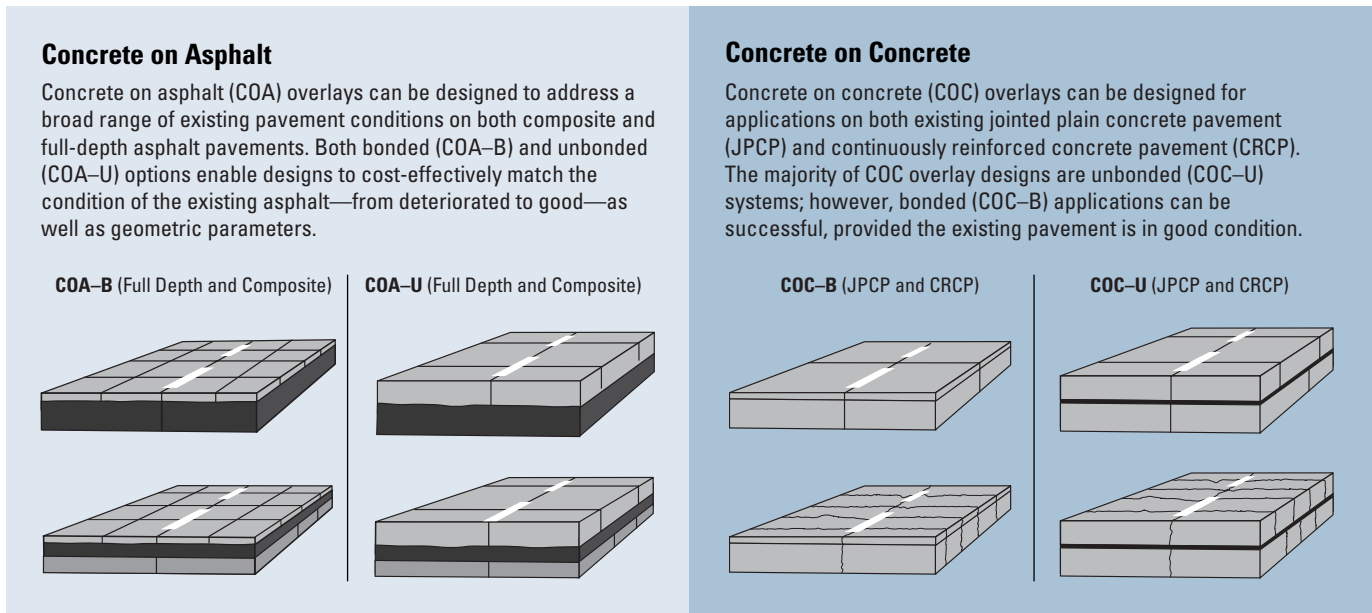 Concrete on Asphalt
Concrete on asphalt (COA) overlays can be designed to address a
broad range of existing pavement conditions on both composite and
full-depth asphalt pavements. Both bonded (COA–B) and unbonded
(COA–U) options enable designs to cost-effectively match the
condition of the existing asphalt—from deteriorated to good—as
well as geometric parameters.
COA–B (Full Depth and Composite)
COA–U (Full Depth and Composite)
Concrete on Concrete
Concrete on concrete (COC) overlays can be designed for
applications on both existing jointed plain concrete pavement
(JPCP) and continuously reinforced concrete pavement (CRCP).
The majority of COC overlay designs are unbonded (COC–U)
systems; however, bonded (COC–B) applications can be
successful, provided the existing pavement is in good condition.
COC–B (JPCP and CRCP)
COC–U (JPCP and CRCP)